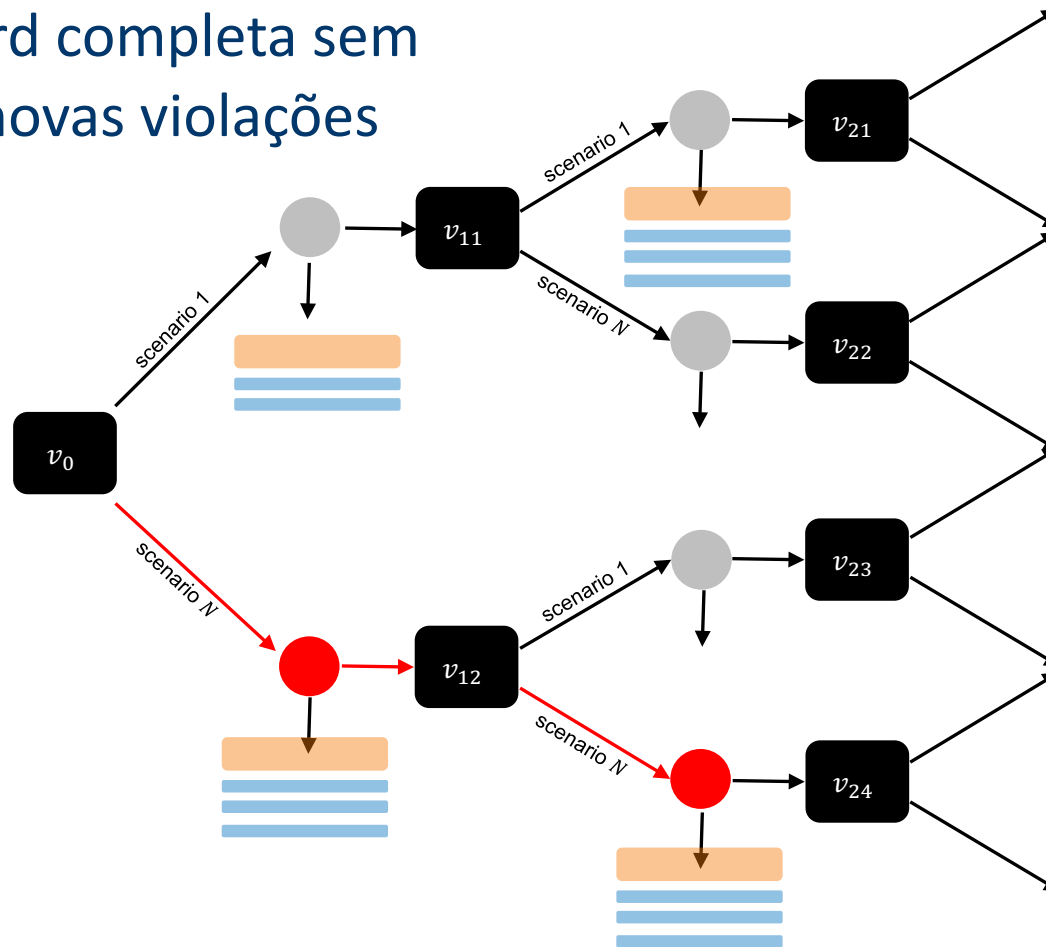 rd completa sem
novas violações
scenario 1
v₂₁
v₁₁
scenario N
scenario 1
v₂₂
v₀
scenario 1
v₂₃
scenario N
v₁₂
scenario N
v₂₄